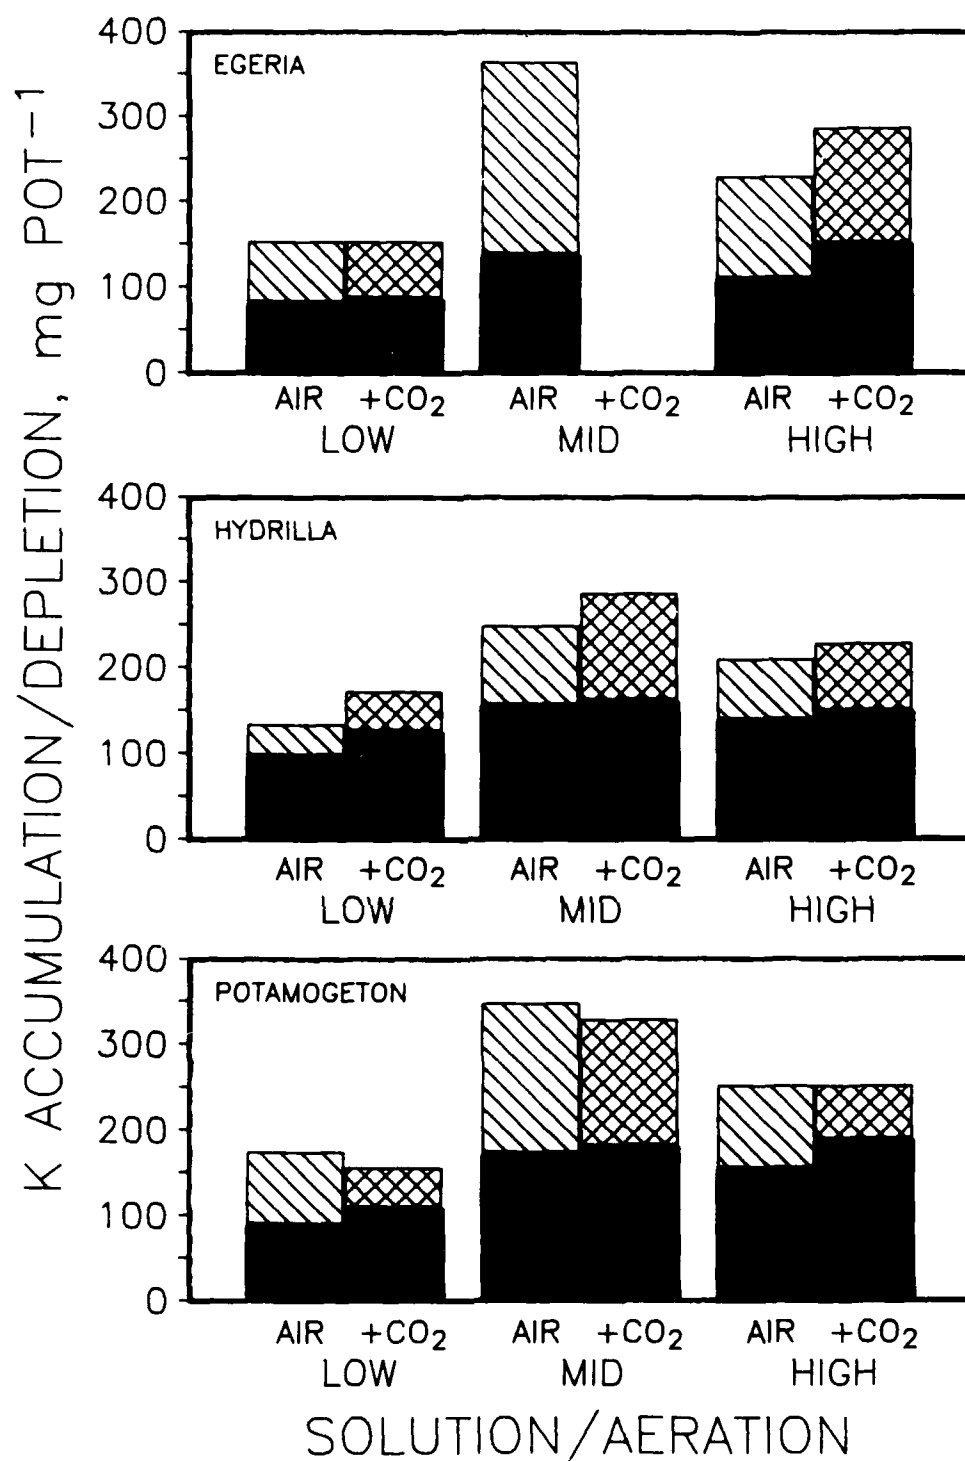 K ACCUMULATION/DEPLETION, mg POT⁻¹
400
EGERIA
300
200
100
0
AIR +CO₂ AIR +CO₂ AIR +CO₂
LOW MID HIGH
400
HYDRILLA
300
200
100
0
AIR +CO₂ AIR +CO₂ AIR +CO₂
LOW MID HIGH
400
POTAMOGETON
300
200
100
0
AIR +CO₂ AIR +CO₂ AIR +CO₂
LOW MID HIGH
SOLUTION/AERATION